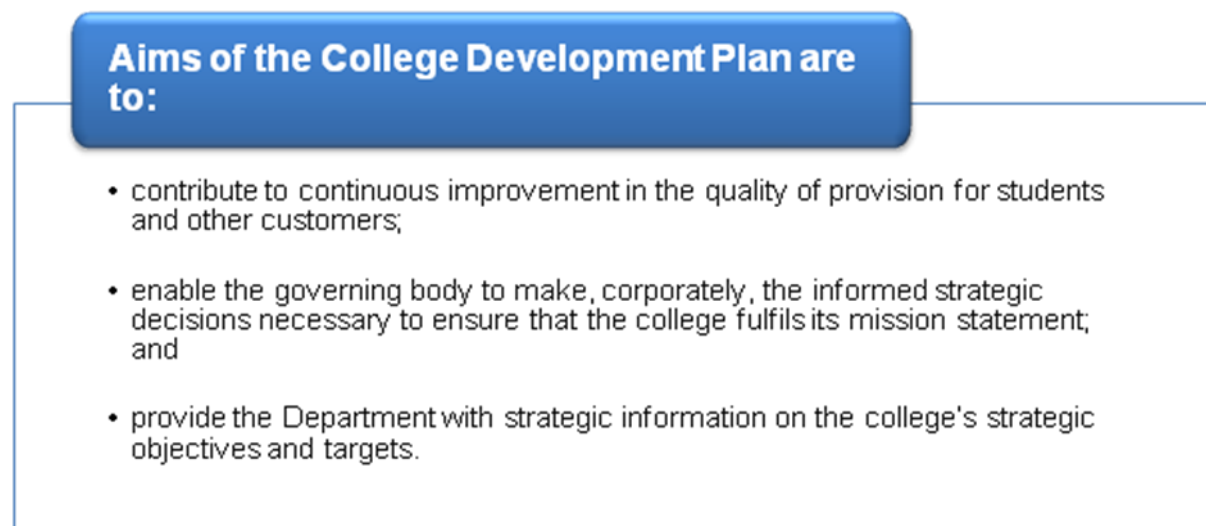 Aims of the College Development Plan are
to:
• contribute to continuous improvement in the quality of provision for students
and other customers;
• enable the governing body to make, corporately, the informed strategic
decisions necessary to ensure that the college fulfils its mission statement;
and
• provide the Department with strategic information on the college's strategic
objectives and targets.